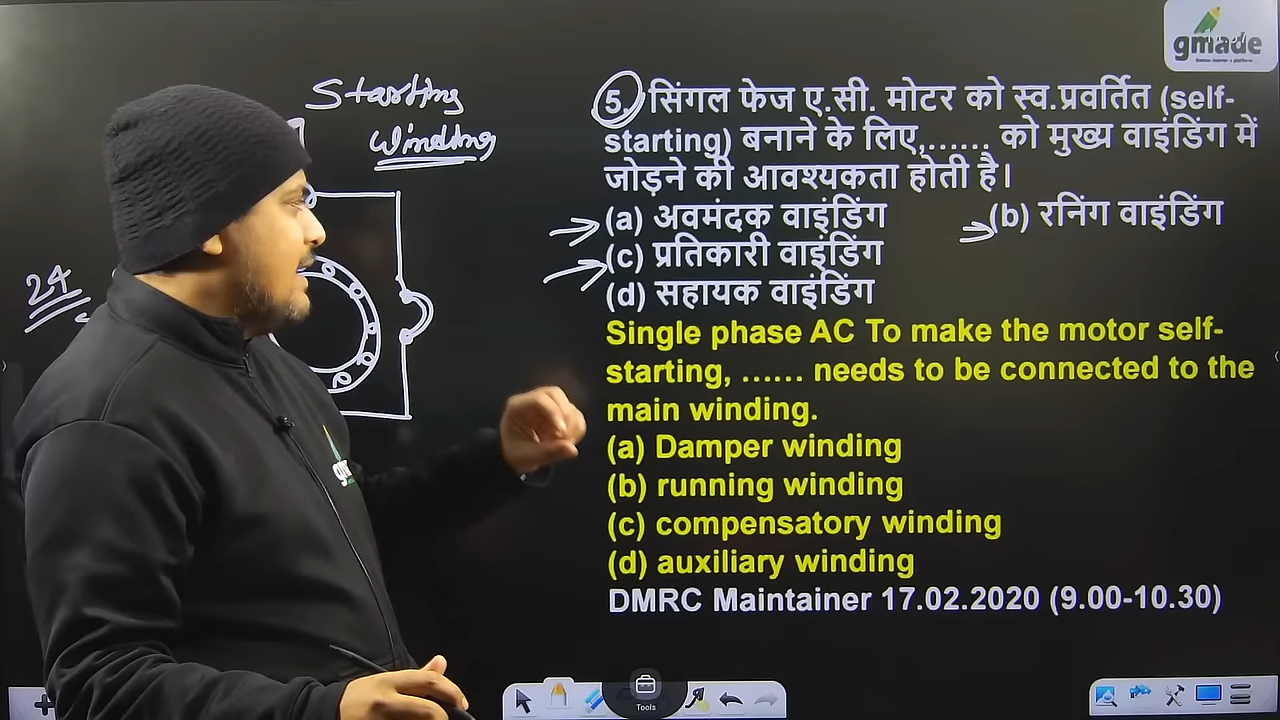 gmade
Starting
Winding
24
5. सिंगल फेज ए.सी. मोटर को स्व.प्रवर्तित (self-
starting) बनाने के लिए,...... को मुख्य वाइंडिंग में
जोड़ने की आवश्यकता होती है।
(a) अवमंदक वाइंडिंग (b) रनिंग वाइंडिंग
(c) प्रतिकारी वाइंडिंग
(d) सहायक वाइंडिंग
Single phase AC To make the motor self-
starting, ...... needs to be connected to the
main winding.
(a) Damper winding
(b) running winding
(c) compensatory winding
(d) auxiliary winding
DMRC Maintainer 17.02.2020 (9.00-10.30)
Tools